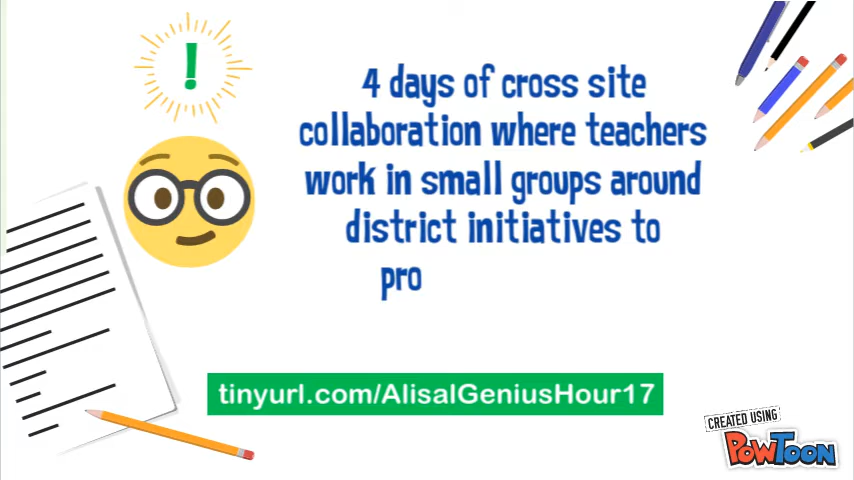 !
4 days of cross site
collaboration where teachers
work in small groups around
district initiatives to
pro
tinyurl.com/AlisalGeniusHour17
CREATED USING
POWTOON